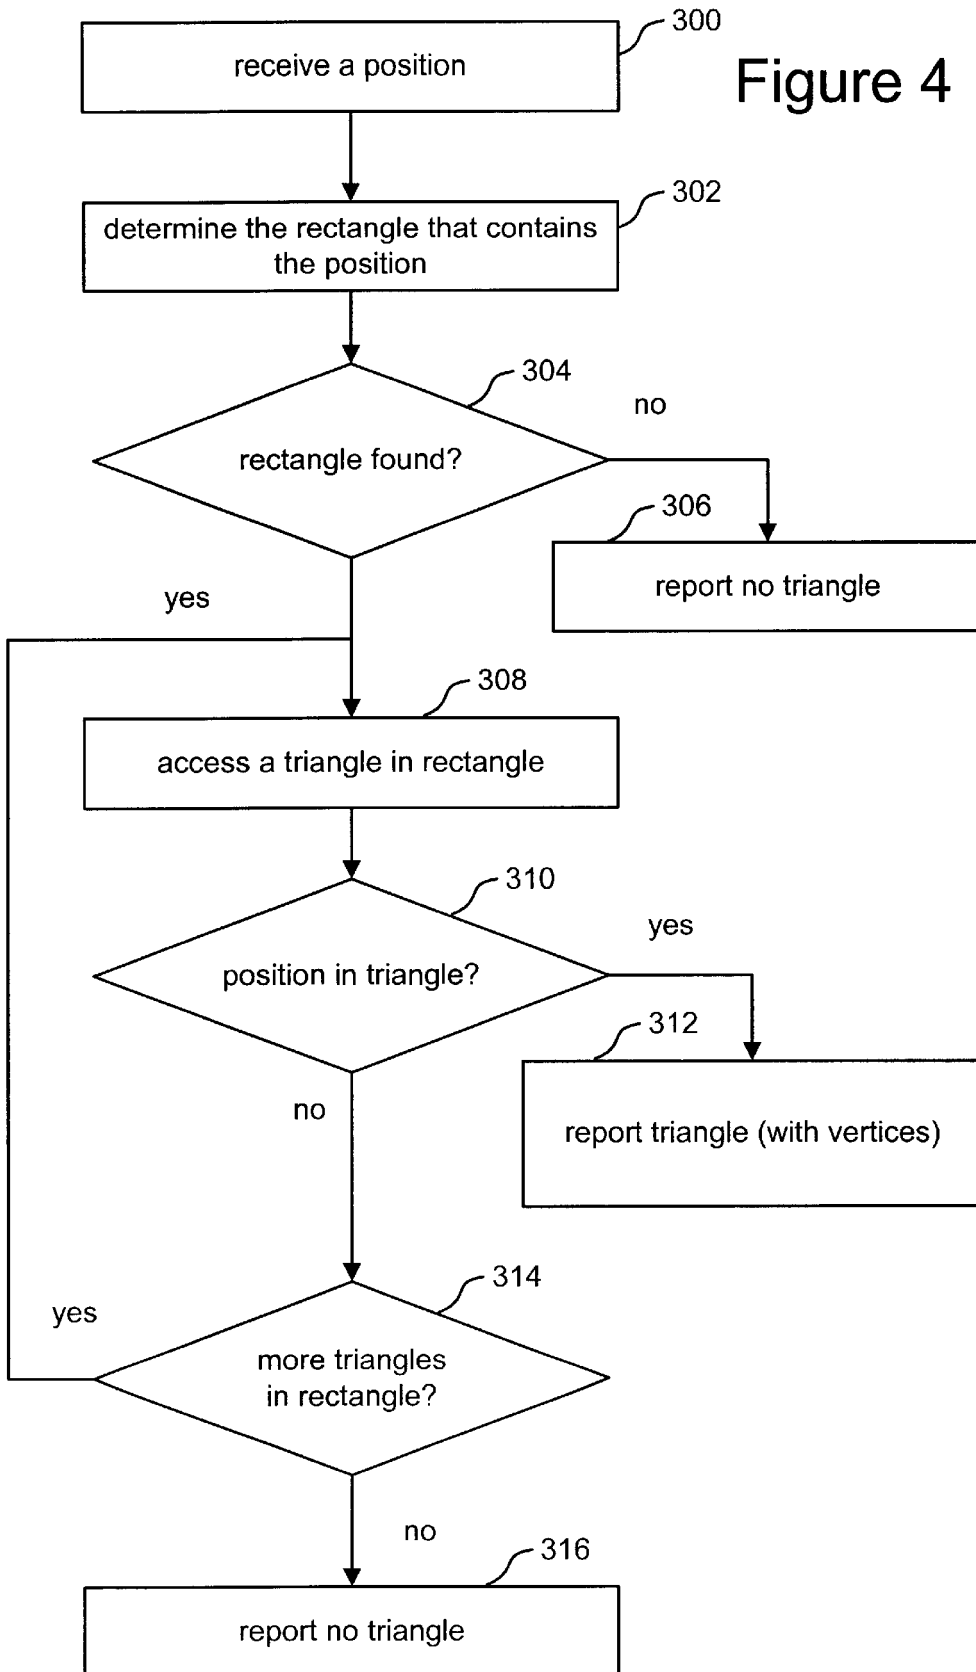 300
receive a position
Figure 4
302
determine the rectangle that contains
the position
304
no
rectangle found?
306
report no triangle
yes
308
access a triangle in rectangle
310
yes
position in triangle?
312
no
report triangle (with vertices)
314
yes
more triangles
in rectangle?
no
316
report no triangle